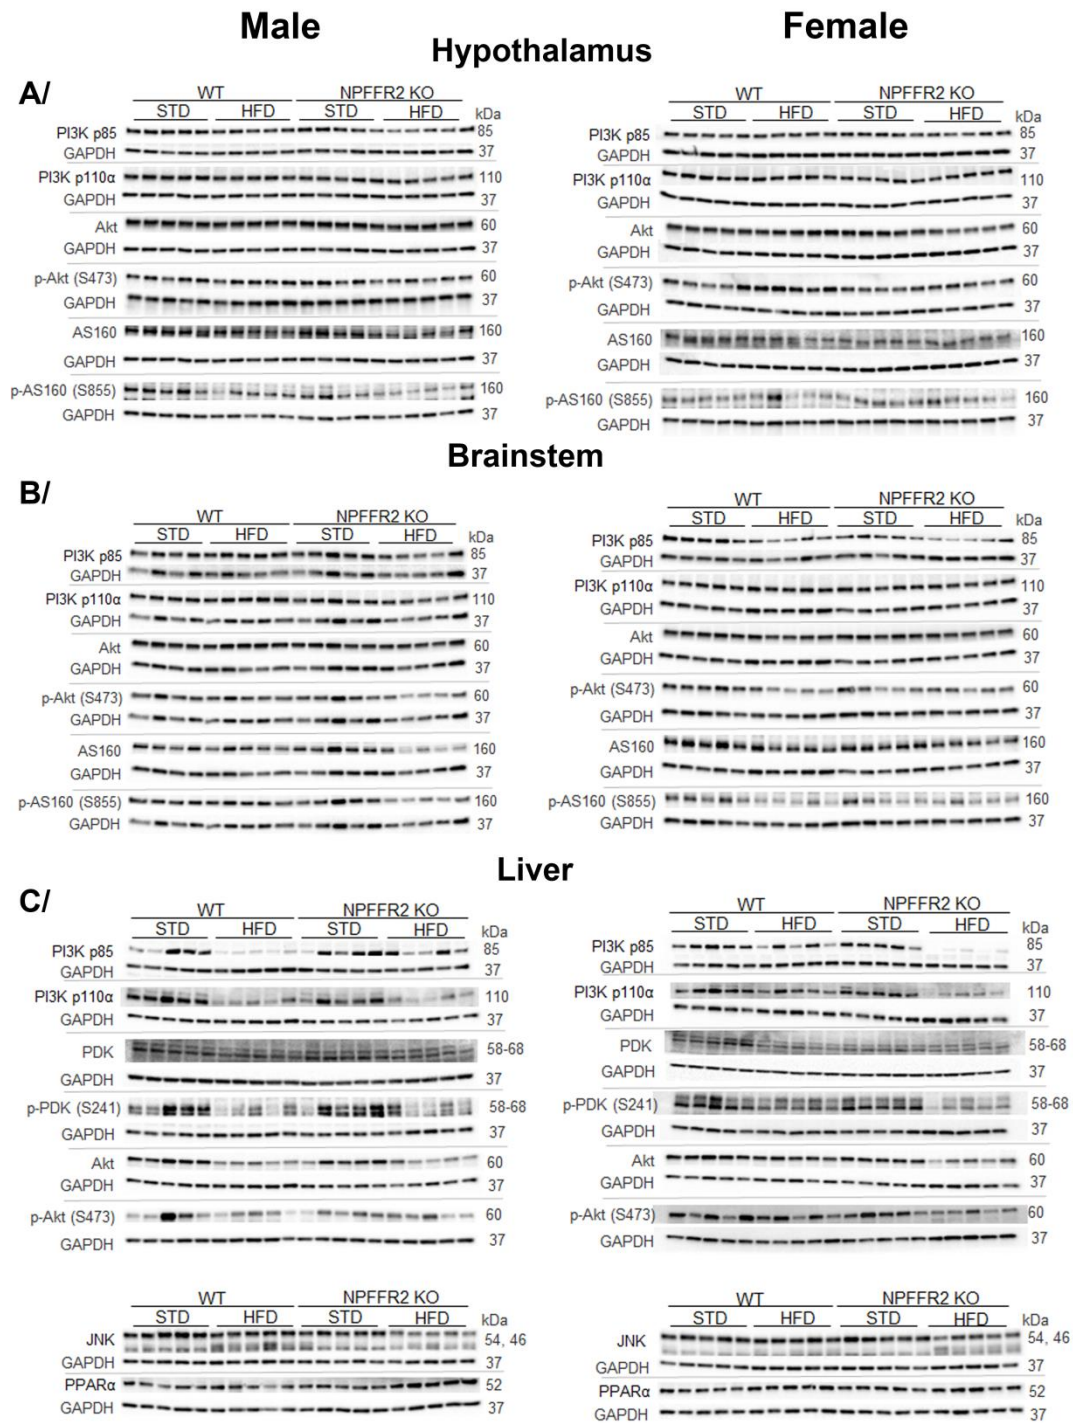 Male Female
Hypothalamus
A/
WT NPFFR2 KO
STD HFD STD HFD kDa
PI3K p85 85
GAPDH 37
PI3K p110α 110
GAPDH 37
Akt 60
GAPDH 37
p-Akt (S473) 60
GAPDH 37
AS160 160
GAPDH 37
p-AS160 (S855) 160
GAPDH 37
WT NPFFR2 KO
STD HFD STD HFD kDa
PI3K p85 85
GAPDH 37
PI3K p110α 110
GAPDH 37
Akt 60
GAPDH 37
p-Akt (S473) 60
GAPDH 37
AS160 160
GAPDH 37
p-AS160 (S855) 160
GAPDH 37
Brainstem
B/
WT NPFFR2 KO
STD HFD STD HFD kDa
PI3K p85 85
GAPDH 37
PI3K p110α 110
GAPDH 37
Akt 60
GAPDH 37
p-Akt (S473) 60
GAPDH 37
AS160 160
GAPDH 37
p-AS160 (S855) 160
GAPDH 37
WT NPFFR2 KO
STD HFD STD HFD kDa
PI3K p85 85
GAPDH 37
PI3K p110α 110
GAPDH 37
Akt 60
GAPDH 37
p-Akt (S473) 60
GAPDH 37
AS160 160
GAPDH 37
p-AS160 (S855) 160
GAPDH 37
Liver
C/
WT NPFFR2 KO
STD HFD STD HFD kDa
PI3K p85 85
GAPDH 37
PI3K p110α 110
GAPDH 37
PDK 58-68
GAPDH 37
p-PDK (S241) 58-68
GAPDH 37
Akt 60
GAPDH 37
p-Akt (S473) 60
GAPDH 37
WT NPFFR2 KO
STD HFD STD HFD kDa
PI3K p85 85
GAPDH 37
PI3K p110α 110
GAPDH 37
PDK 58-68
GAPDH 37
p-PDK (S241) 58-68
GAPDH 37
Akt 60
GAPDH 37
p-Akt (S473) 60
GAPDH 37
WT NPFFR2 KO
STD HFD STD HFD kDa
JNK 54, 46
GAPDH 37
PPARα 52
GAPDH 37
WT NPFFR2 KO
STD HFD STD HFD kDa
JNK 54, 46
GAPDH 37
PPARα 52
GAPDH 37